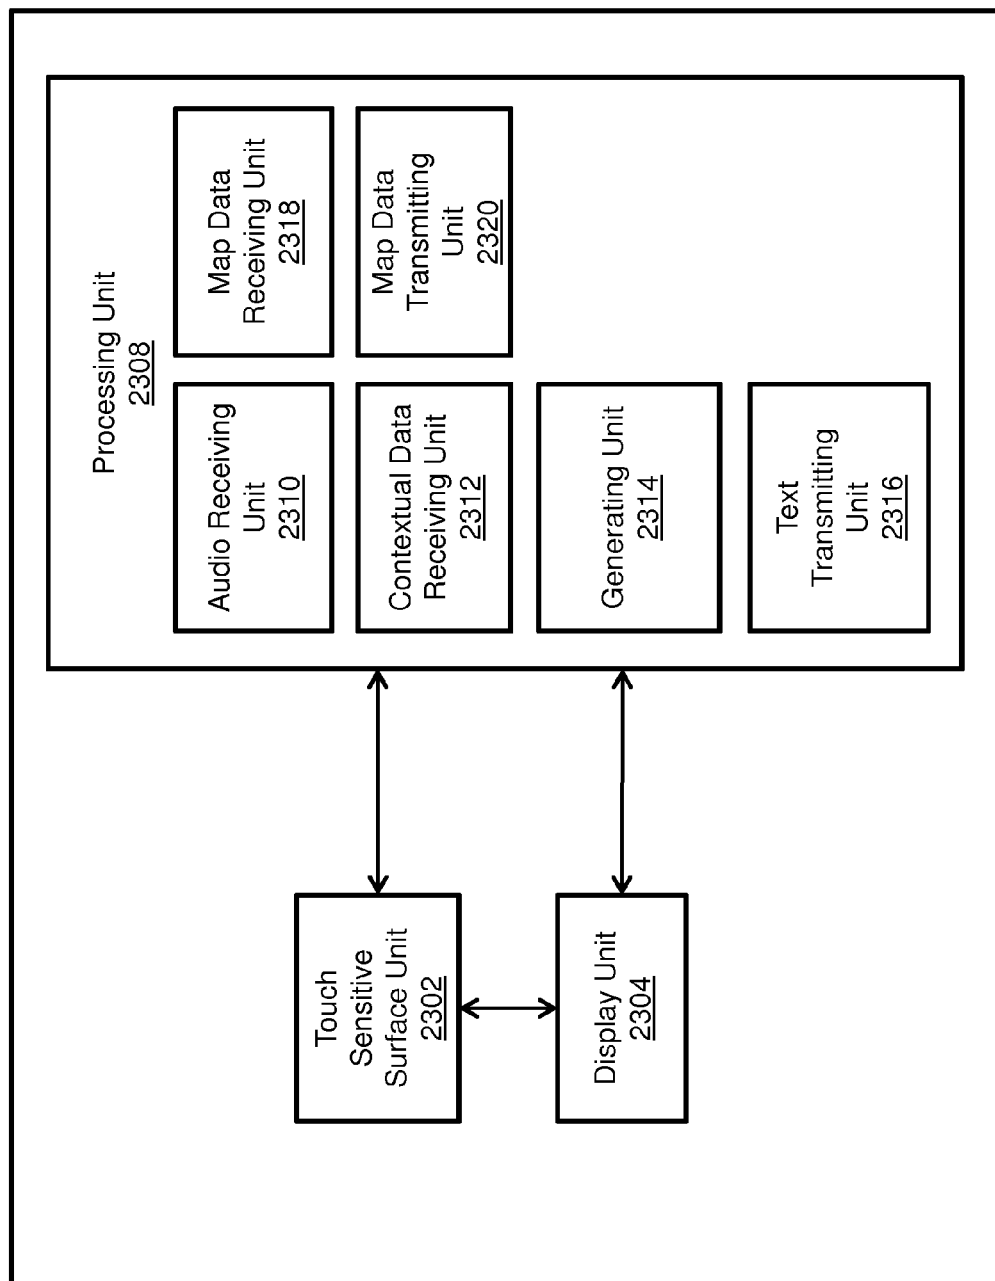 Processing Unit
2308
Touch
Sensitive
Surface Unit
2302
Display Unit
2304
Audio Receiving
Unit
2310
Map Data
Receiving Unit
2318
Contextual Data
Receiving Unit
2312
Map Data
Transmitting
Unit
2320
Generating Unit
2314
Text
Transmitting
Unit
2316